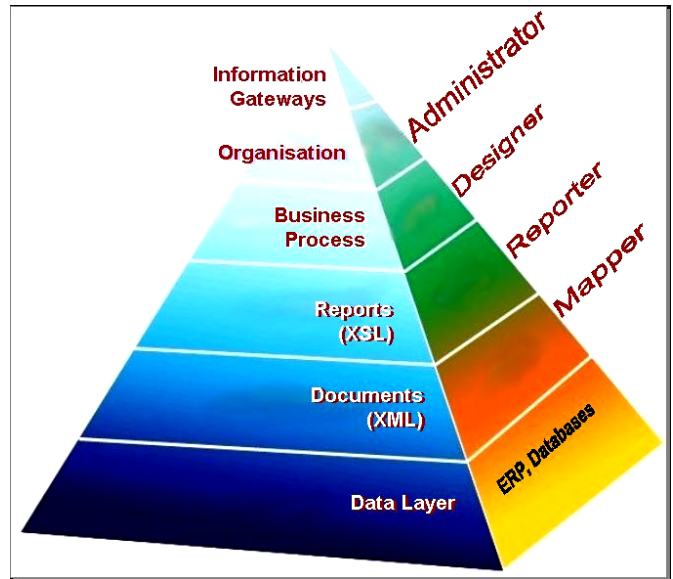 Information
Gateways
Organisation
Business
Process
Reports
(XSL)
Documents
(XML)
Data Layer
Administrator
Designer
Reporter
Mapper
ERP, Databases